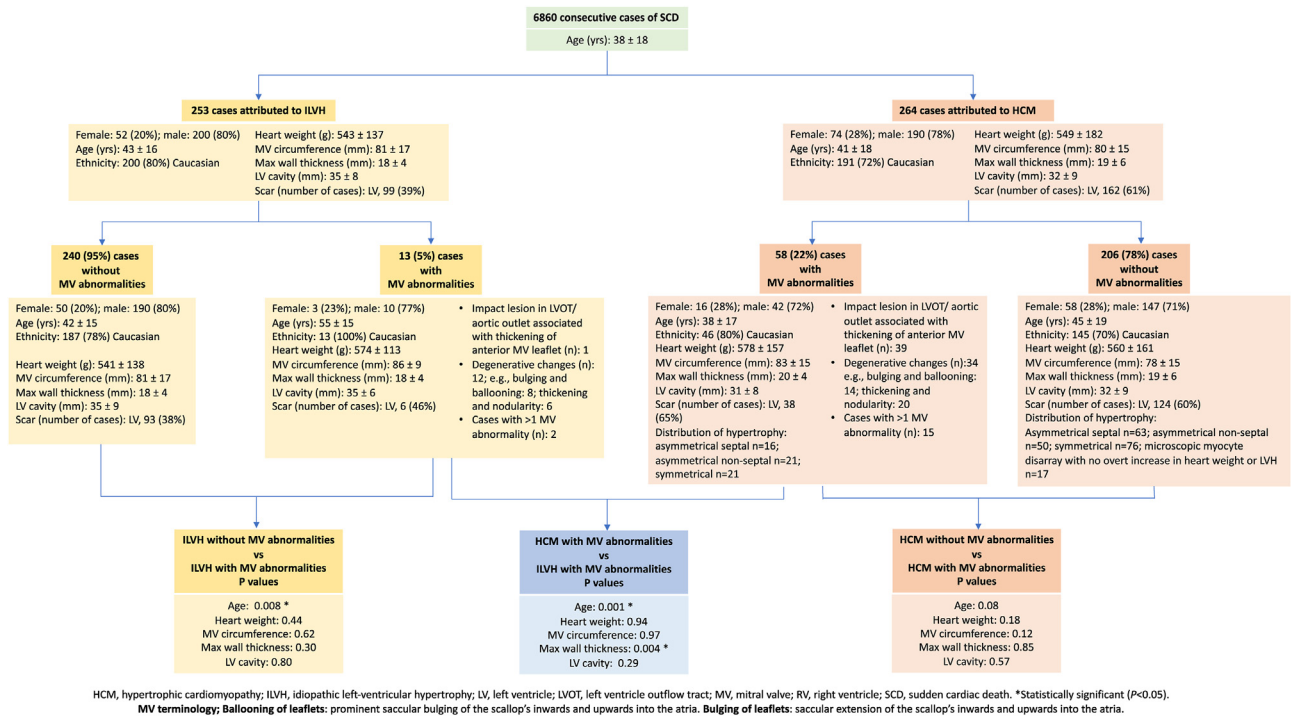 6860 consecutive cases of SCD
Age (yrs): 38 ± 18
253 cases attributed to ILVH
Female: 52 (20%); male: 200 (80%)
Age (yrs): 43 ± 16
Ethnicity: 200 (80%) Caucasian
Heart weight (g): 543 ± 137
MV circumference (mm): 81 ± 17
Max wall thickness (mm): 18 ± 4
LV cavity (mm): 35 ± 8
Scar (number of cases): LV, 99 (39%)
264 cases attributed to HCM
Female: 74 (28%); male: 190 (78%)
Age (yrs): 41 ± 18
Ethnicity: 191 (72%) Caucasian
Heart weight (g): 549 ± 182
MV circumference (mm): 80 ± 15
Max wall thickness (mm): 19 ± 6
LV cavity (mm): 32 ± 9
Scar (number of cases): LV, 162 (61%)
240 (95%) cases
without
MV abnormalities
Female: 50 (20%); male: 190 (80%)
Age (yrs): 42 ± 15
Ethnicity: 187 (78%) Caucasian
Heart weight (g): 541 ± 138
MV circumference (mm): 81 ± 17
Max wall thickness (mm): 18 ± 4
LV cavity (mm): 35 ± 9
Scar (number of cases): LV, 93 (38%)
13 (5%) cases
with
MV abnormalities
Female: 3 (23%); male: 10 (77%)
Age (yrs): 55 ± 15
Ethnicity: 13 (100%) Caucasian
Heart weight (g): 574 ± 113
MV circumference (mm): 86 ± 9
Max wall thickness (mm): 18 ± 4
LV cavity (mm): 35 ± 6
Scar (number of cases): LV, 6 (46%)
• Impact lesion in LVOT/
aortic outlet associated
with thickening of
anterior MV leaflet (n): 1
• Degenerative changes (n):
12; e.g., bulging and
ballooning: 8; thickening
and nodularity: 6
• Cases with >1 MV
abnormality (n): 2
58 (22%) cases
with
MV abnormalities
Female: 16 (28%); male: 42 (72%)
Age (yrs): 38 ± 17
Ethnicity: 46 (80%) Caucasian
Heart weight (g): 578 ± 157
MV circumference (mm): 83 ± 15
Max wall thickness (mm): 20 ± 4
LV cavity (mm): 31 ± 8
Scar (number of cases): LV, 38
(65%)
Distribution of hypertrophy:
asymmetrical septal n=16;
asymmetrical non-septal n=21;
symmetrical n=21
• Impact lesion in LVOT/
aortic outlet associated
with thickening of
anterior MV leaflet
(n): 39
• Degenerative changes (n):34
e.g., bulging and ballooning:
14; thickening and
nodularity: 20
• Cases with >1 MV
abnormality (n): 15
206 (78%) cases
without
MV abnormalities
Female: 58 (28%); male: 147 (71%)
Age (yrs): 45 ± 19
Ethnicity: 145 (70%) Caucasian
Heart weight (g): 560 ± 161
MV circumference (mm): 78 ± 15
Max wall thickness (mm): 19 ± 6
LV cavity (mm): 32 ± 9
Scar (number of cases): LV, 124 (60%)
Distribution of hypertrophy:
Asymmetrical septal n=63; asymmetrical non-septal
n=50; symmetrical n=76; microscopic myocyte
disarray with no overt increase in heart weight or LVH
n=17
ILVH without MV abnormalities
vs
ILVH with MV abnormalities
P values
Age: 0.008 *
Heart weight: 0.44
MV circumference: 0.62
Max wall thickness: 0.30
LV cavity: 0.80
HCM with MV abnormalities
vs
ILVH with MV abnormalities
P values
Age: 0.001 *
Heart weight: 0.94
MV circumference: 0.97
Max wall thickness: 0.004 *
LV cavity: 0.29
HCM without MV abnormalities
vs
HCM with MV abnormalities
P values
Age: 0.08
Heart weight: 0.18
MV circumference: 0.12
Max wall thickness: 0.85
LV cavity: 0.57
HCM, hypertrophic cardiomyopathy; ILVH, idiopathic left-ventricular hypertrophy; LV, left ventricle; LVOT, left ventricle outflow tract; MV, mitral valve; RV, right ventricle; SCD, sudden cardiac death. *Statistically significant (P<0.05).
MV terminology; Ballooning of leaflets: prominent saccular bulging of the scallop's inwards and upwards into the atria. Bulging of leaflets: saccular extension of the scallop's inwards and upwards into the atria.